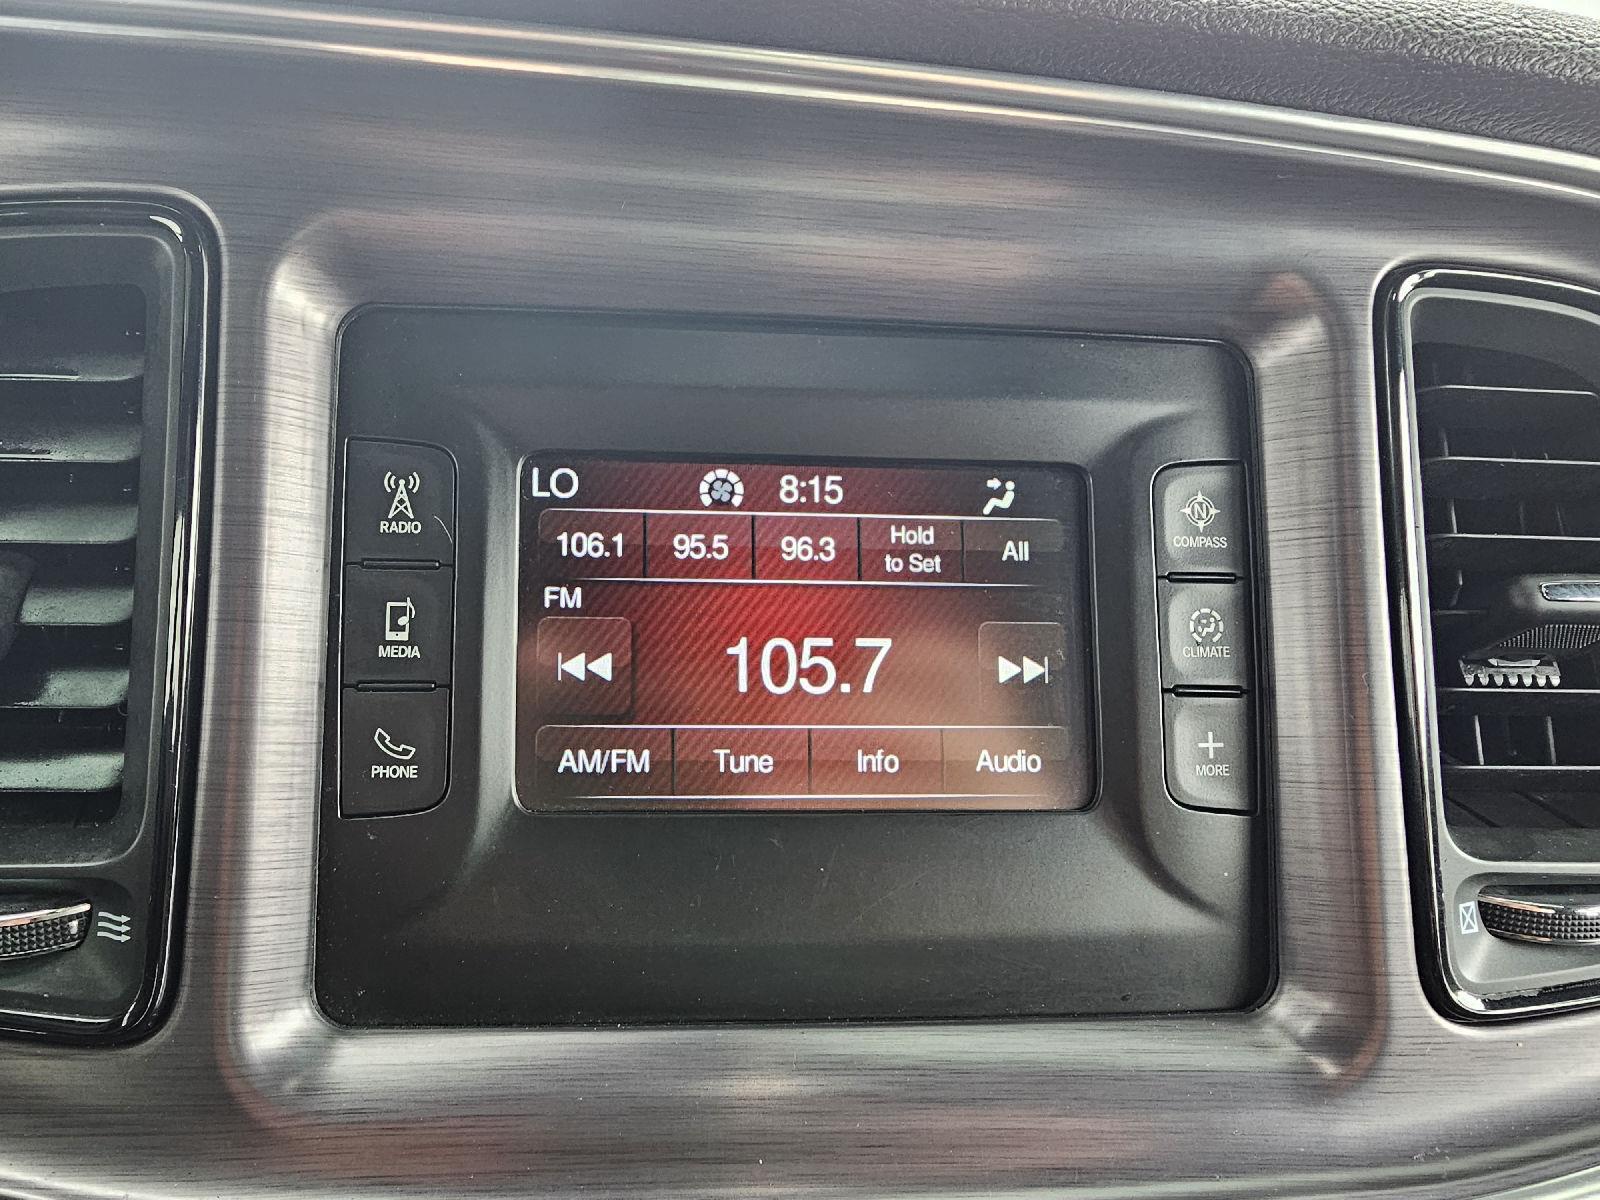 LO 8:15
106.1 95.5 96.3 Hold to Set All
FM
105.7
AM/FM Tune Info Audio
RADIO
MEDIA
PHONE
N
COMPASS
CLIMATE
MORE